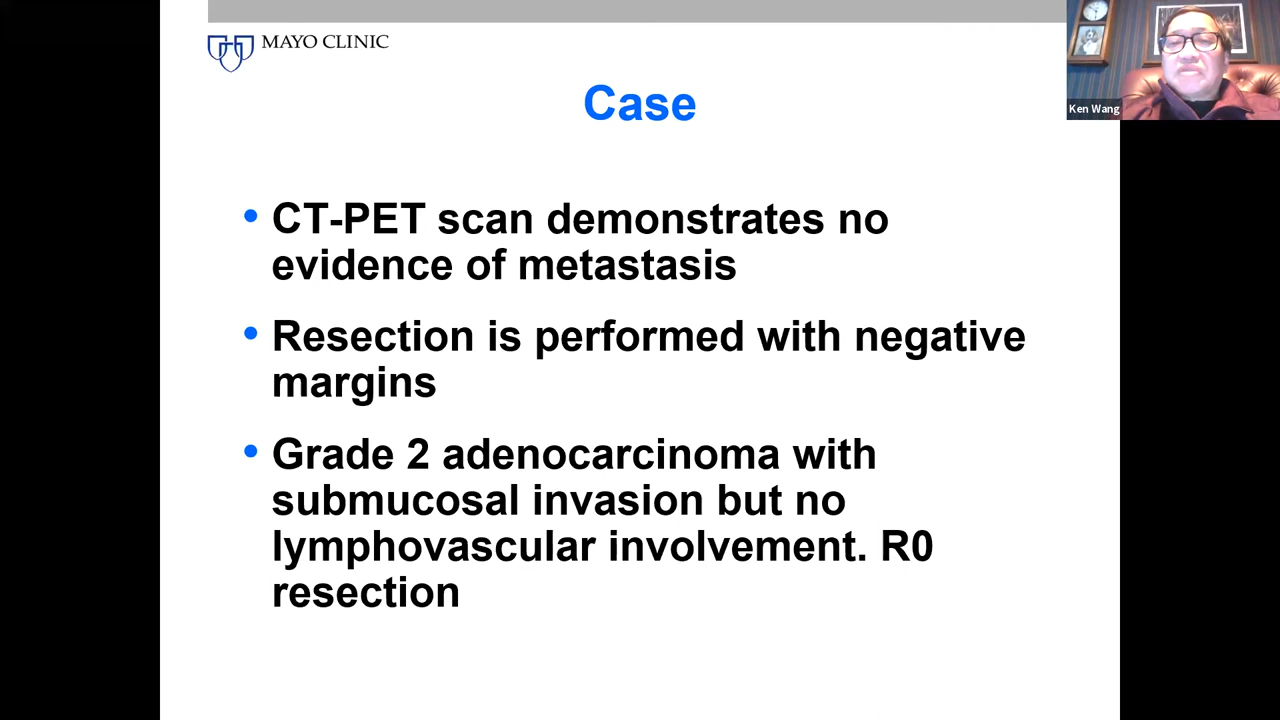 MAYO CLINIC
Ken Wang
Case
• CT-PET scan demonstrates no
evidence of metastasis
• Resection is performed with negative
margins
• Grade 2 adenocarcinoma with
submucosal invasion but no
lymphovascular involvement. R0
resection